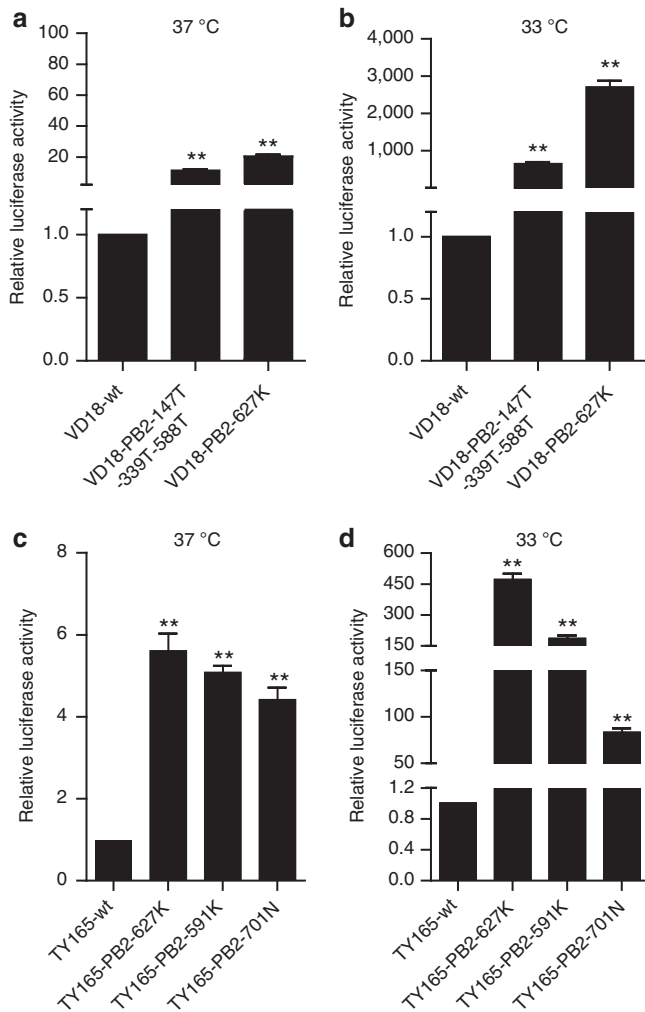 a
37 °C
Relative luciferase activity
100
80
60
40
20
1.0
0.5
0.0
**
**
VD18-wt
VD18-PB2-147T
-339T-588T
VD18-PB2-627K
b
33 °C
Relative luciferase activity
4,000
3,000
2,000
1,000
1.0
0.5
0.0
**
**
VD18-wt
VD18-PB2-147T
-339T-588T
VD18-PB2-627K
c
37 °C
Relative luciferase activity
8
6
4
2
0
**
**
**
TY165-wt
TY165-PB2-627K
TY165-PB2-591K
TY165-PB2-701N
d
33 °C
Relative luciferase activity
600
450
300
150
150
100
50
1.2
0.8
0.4
0.0
**
**
**
TY165-wt
TY165-PB2-627K
TY165-PB2-591K
TY165-PB2-701N